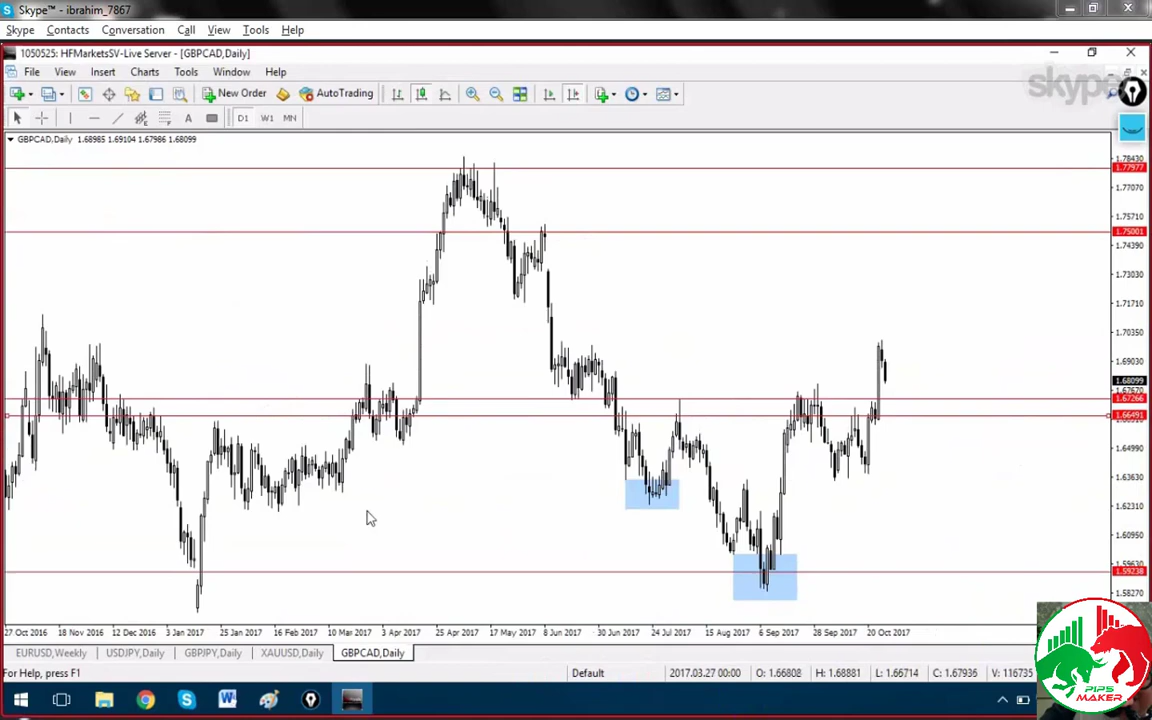 Skype™ - ibrahim_7867
Skype Contacts Conversation Call View Tools Help
1050525: HFMarketsSV-Live Server - [GBPCAD,Daily]
skype
File View Insert Charts Tools Window Help
New Order AutoTrading
A D1 W1 MN
GBPCAD,Daily 1.68985 1.69104 1.67986 1.68099
1.78430
1.77977
1.77070
1.75710
1.75001
1.74390
1.73030
1.71710
1.70350
1.69030
1.68099
1.67670
1.67266
1.66491
1.64990
1.63630
1.62310
1.60950
1.59630
1.59238
1.58270
27 Oct 2016 18 Nov 2016 12 Dec 2016 3 Jan 2017 25 Jan 2017 16 Feb 2017 10 Mar 2017 3 Apr 2017 25 Apr 2017 17 May 2017 8 Jun 2017 30 Jun 2017 24 Jul 2017 15 Aug 2017 6 Sep 2017 28 Sep 2017 20 Oct 2017
EURUSD,Weekly USDJPY,Daily GBPJPY,Daily XAUUSD,Daily GBPCAD,Daily
For Help, press F1 Default 2017.03.27 00:00 O: 1.66802 H: 1.68881 L: 1.66714 C: 1.67936 V: 116735
PIPS
MAKER